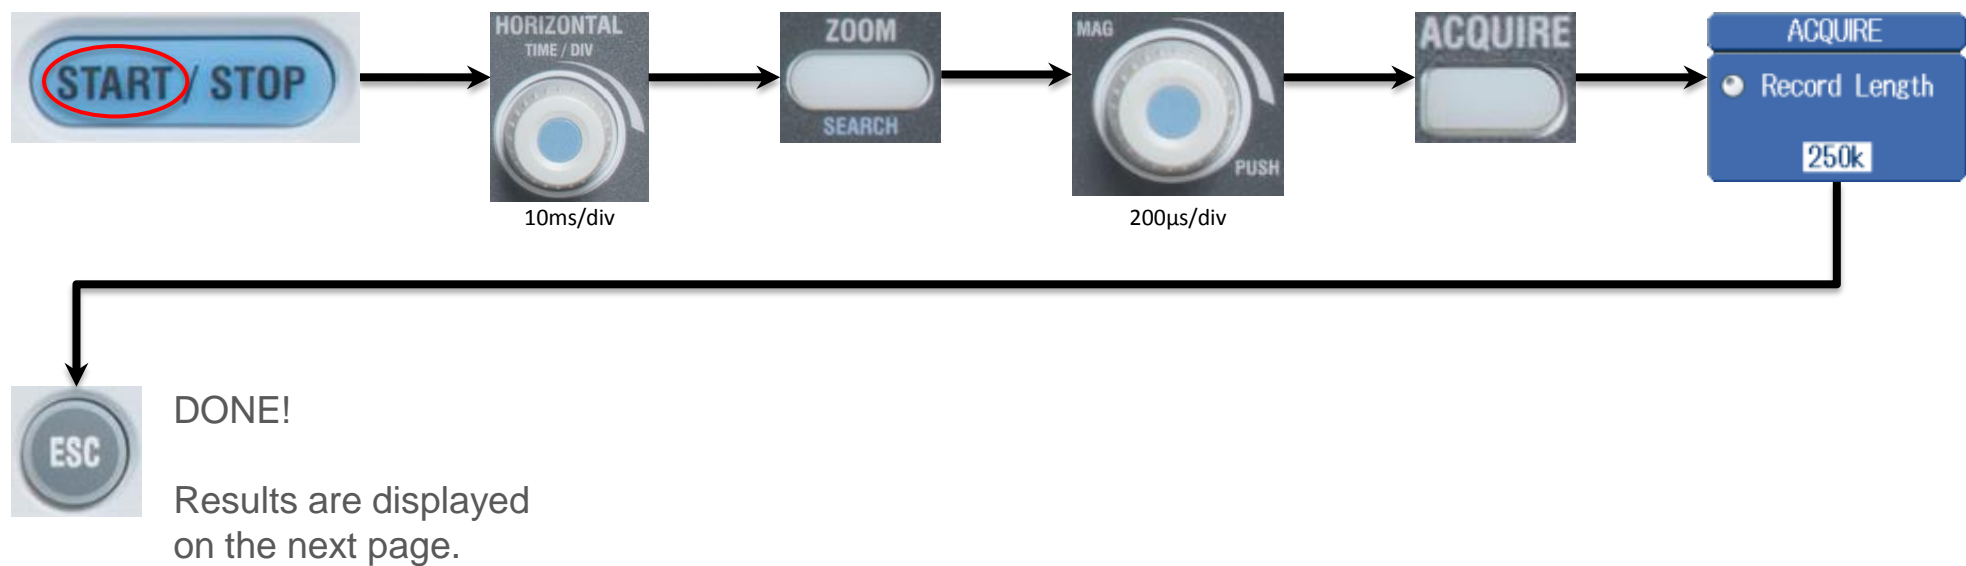 START / STOP
HORIZONTAL
TIME / DIV
10ms/div
ZOOM
SEARCH
MAG
PUSH
200µs/div
ACQUIRE
ACQUIRE
Record Length
250k
ESC
DONE!
Results are displayed
on the next page.